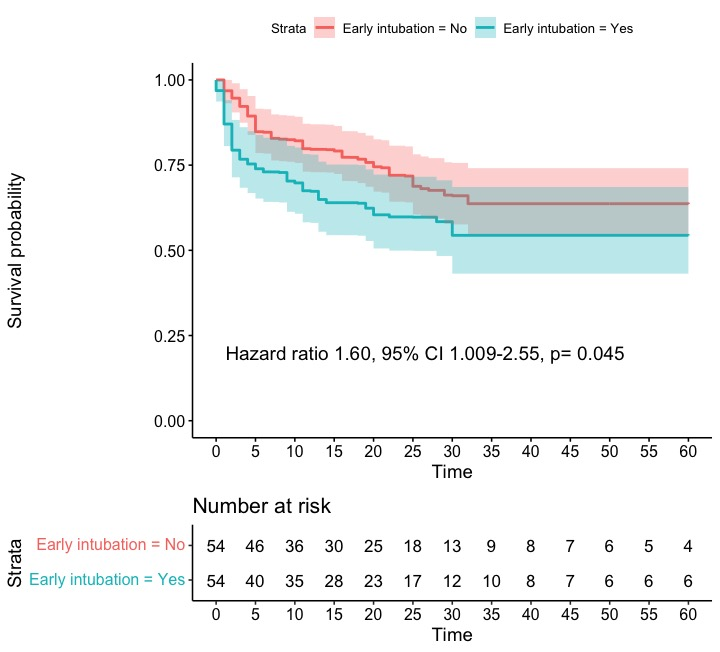 Strata Early intubation = No Early intubation = Yes
Survival probability
1.00
0.75
0.50
0.25
0.00
Hazard ratio 1.60, 95% CI 1.009-2.55, p= 0.045
0 5 10 15 20 25 30 35 40 45 50 55 60
Time
Number at risk
Strata
Early intubation = No 54 46 36 30 25 18 13 9 8 7 6 5 4
Early intubation = Yes 54 40 35 28 23 17 12 10 8 7 6 6 6
0 5 10 15 20 25 30 35 40 45 50 55 60
Time